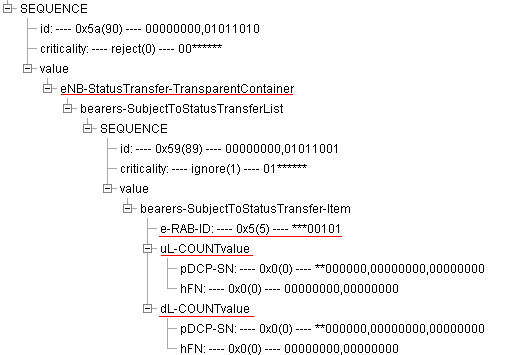 SEQUENCE
id: ---- 0x5a(90) ---- 00000000,01011010
criticality: ---- reject(0) ---- 00******
value
eNB-StatusTransfer-TransparentContainer
bearers-SubjectToStatusTransferList
SEQUENCE
id: ---- 0x59(89) ---- 00000000,01011001
criticality: ---- ignore(1) ---- 01******
value
bearers-SubjectToStatusTransfer-Item
e-RAB-ID: ---- 0x5(5) ---- ***00101
uL-COUNTvalue
pDCP-SN: ---- 0x0(0) ---- **000000,00000000,00000000
hFN: ---- 0x0(0) ---- 00000000,00000000
dL-COUNTvalue
pDCP-SN: ---- 0x0(0) ---- **000000,00000000,00000000
hFN: ---- 0x0(0) ---- 00000000,00000000